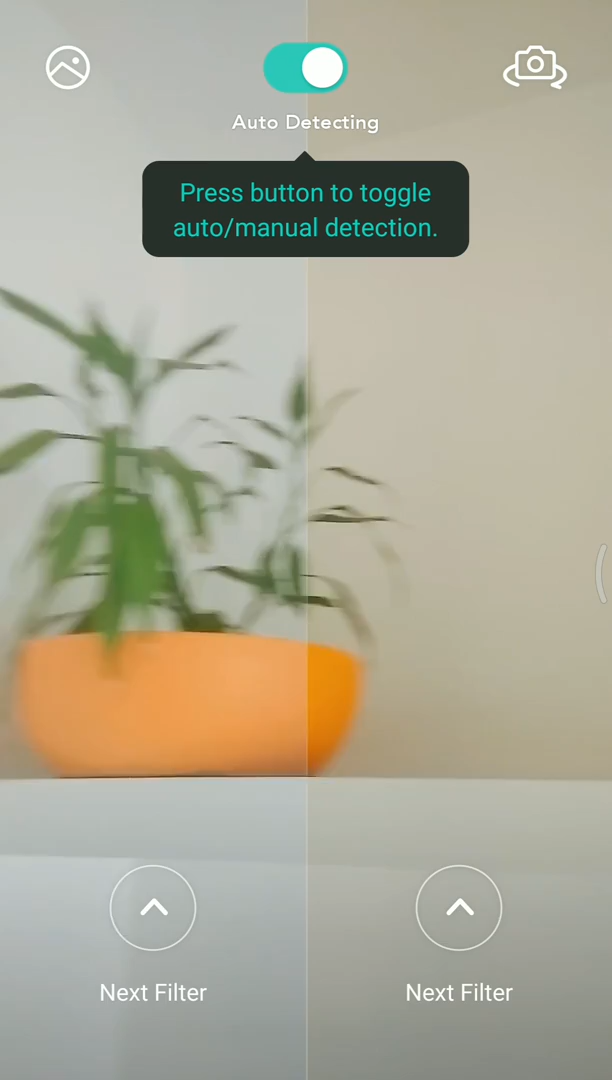 Auto Detecting
Press button to toggle
auto/manual detection.
Next Filter
Next Filter